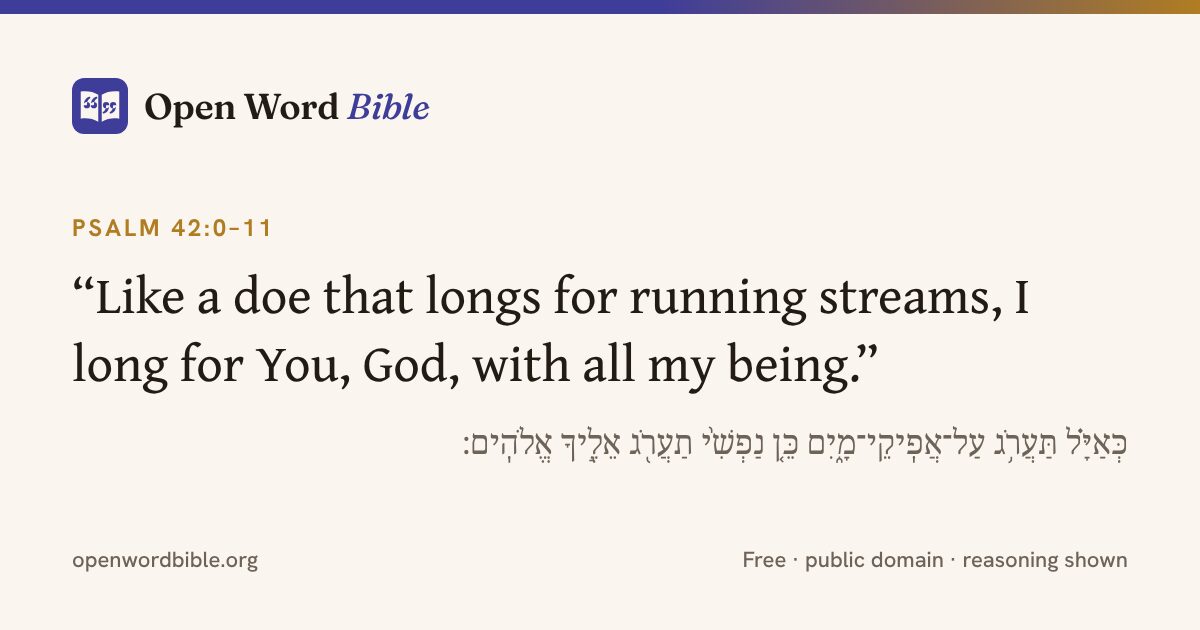 Open Word Bible
PSALM 42:0–11
“Like a doe that longs for running streams, I
long for You, God, with all my being.”
כְּאַיָּ֗ל תַּעֲרֹ֥ג עַל־אֲפִֽיקֵי־מָ֑יִם כֵּ֤ן נַפְשִׁ֨י תַעֲרֹ֖ג אֵלֶ֣יךָ אֱלֹהִֽים׃
openwordbible.org
Free · public domain · reasoning shown